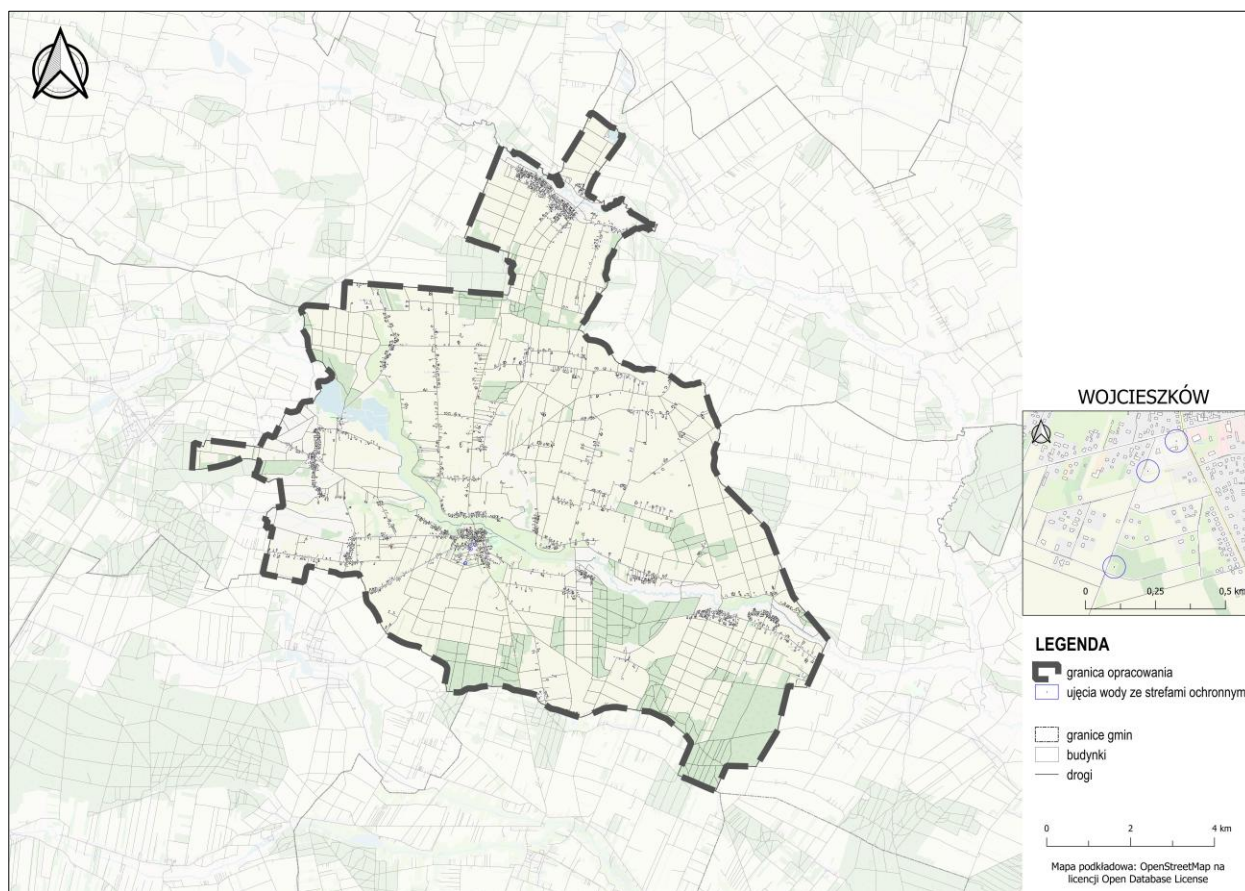 WOJCIESZKÓW
0 0,25 0,5 km
LEGENDA
granica opracowania
ujęcia wody ze strefami ochronnym
granice gmin
budynki
drogi
0 2 4 km
Mapa podkładowa: OpenStreetMap na
licencji Open Database License